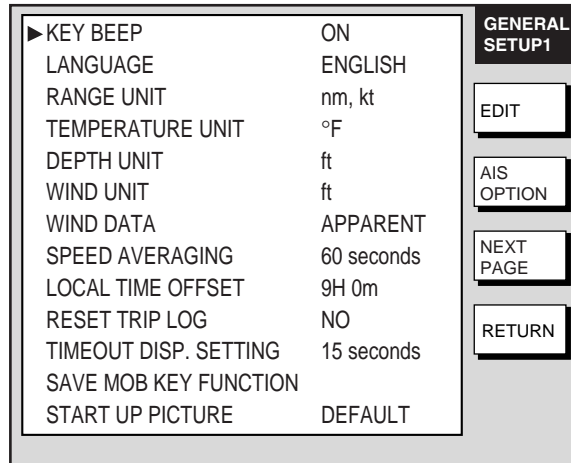 ▶KEY BEEP ON
LANGUAGE ENGLISH
RANGE UNIT nm, kt
TEMPERATURE UNIT °F
DEPTH UNIT ft
WIND UNIT ft
WIND DATA APPARENT
SPEED AVERAGING 60 seconds
LOCAL TIME OFFSET 9H 0m
RESET TRIP LOG NO
TIMEOUT DISP. SETTING 15 seconds
SAVE MOB KEY FUNCTION
START UP PICTURE DEFAULT
GENERAL
SETUP1
EDIT
AIS
OPTION
NEXT
PAGE
RETURN